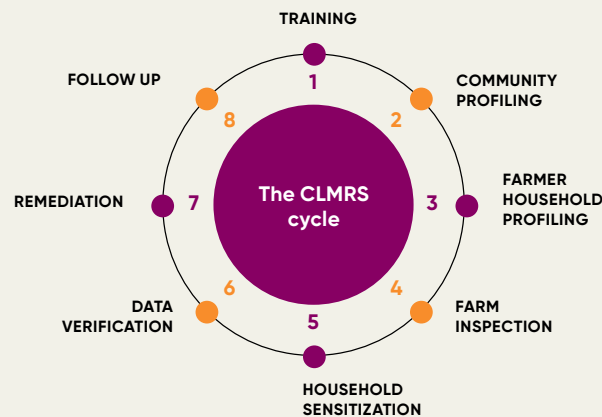 TRAINING
1
COMMUNITY
PROFILING
2
FARMER
HOUSEHOLD
PROFILING
3
FARM
INSPECTION
4
HOUSEHOLD
SENSITIZATION
5
DATA
VERIFICATION
6
REMEDIATION
7
FOLLOW UP
8
The CLMRS
cycle